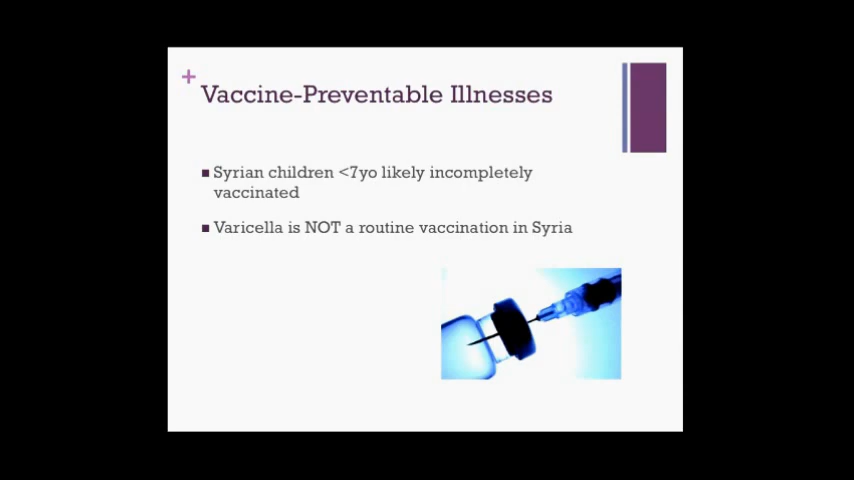 Vaccine-Preventable Illnesses
Syrian children <7yo likely incompletely
vaccinated
Varicella is NOT a routine vaccination in Syria